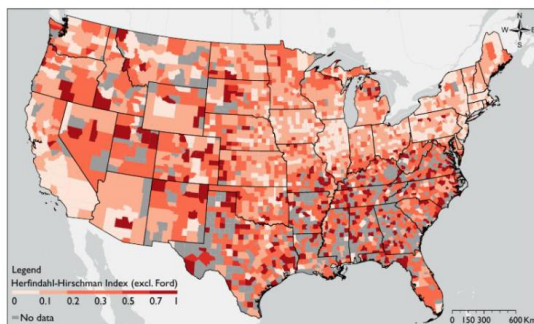 N
W E
S
Legend
Herfindahl-Hirschman Index (excl. Ford)
0 0.1 0.2 0.3 0.5 0.7 1
No data
0 150 300 600 Km